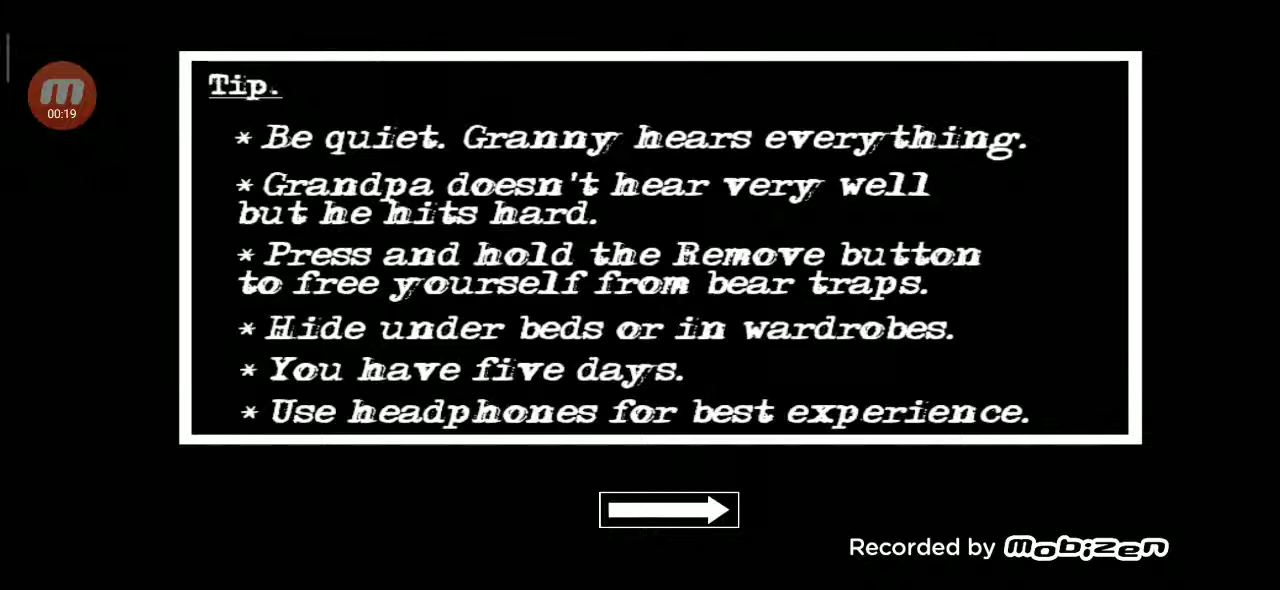 m
00:19
Tip.
* Be quiet. Granny hears everything.
* Grandpa doesn't hear very well
but he hits hard.
* Press and hold the Remove button
to free yourself from bear traps.
* Hide under beds or in wardrobes.
* You have five days.
* Use headphones for best experience.
Recorded by mobizen